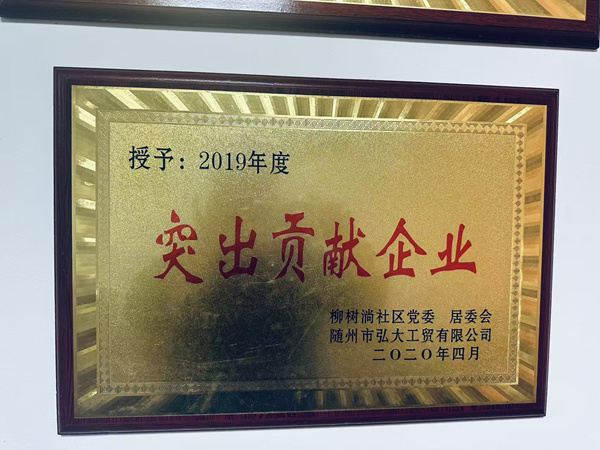 授予：2019年度
突出贡献企业
柳树淌社区党委 居委会
随州市弘大工贸有限公司
二〇二〇年四月